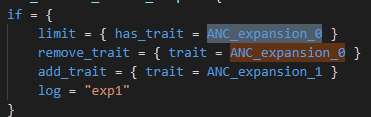 if = {
    limit = { has_trait = ANC_expansion_0 }
    remove_trait = { trait = ANC_expansion_0 }
    add_trait = { trait = ANC_expansion_1 }
    log = "exp1"
}